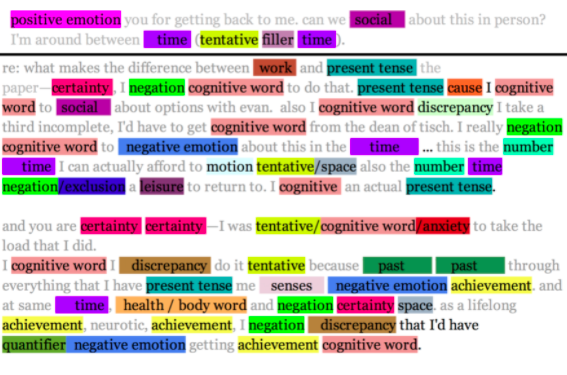 positive emotion you for getting back to me. can we social about this in person?
I'm around between time (tentative filler time ).
re: what makes the difference between work and present tense the
paper—certainty, I negation cognitive word to do that. present tense cause I cognitive
word to social about options with evan. also I cognitive word discrepancy I take a
third incomplete, I'd have to get cognitive word from the dean of tisch. I really negation
cognitive word to negative emotion about this in the time ... this is the number
time I can actually afford to motion tentative/space also the number time
negation/exclusion a leisure to return to. I cognitive an actual present tense.
and you are certainty certainty—I was tentative/cognitive word/anxiety to take the
load that I did.
I cognitive word I discrepancy do it tentative because past past through
everything that I have present tense me senses negative emotion achievement. and
at same time, health / body word and negation certainty space. as a lifelong
achievement, neurotic, achievement, I negation discrepancy that I'd have
quantifier negative emotion getting achievement cognitive word.